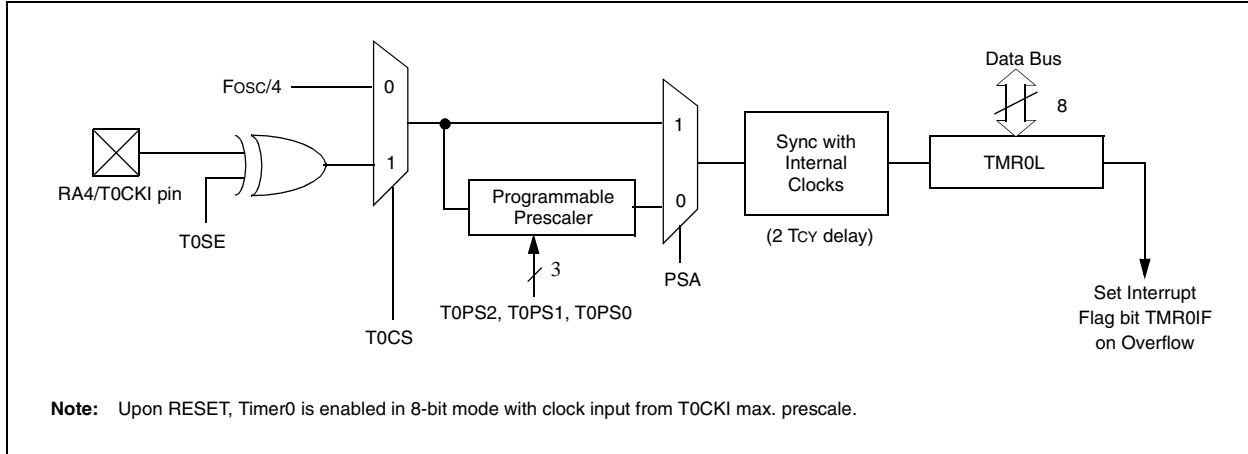 Data Bus
8
FOSC/4
0
1
RA4/T0CKI pin
T0SE
T0CS
Programmable
Prescaler
3
T0PS2, T0PS1, T0PS0
1
0
PSA
Sync with
Internal
Clocks
(2 TCY delay)
TMR0L
Set Interrupt
Flag bit TMR0IF
on Overflow
Note: Upon RESET, Timer0 is enabled in 8-bit mode with clock input from T0CKI max. prescale.